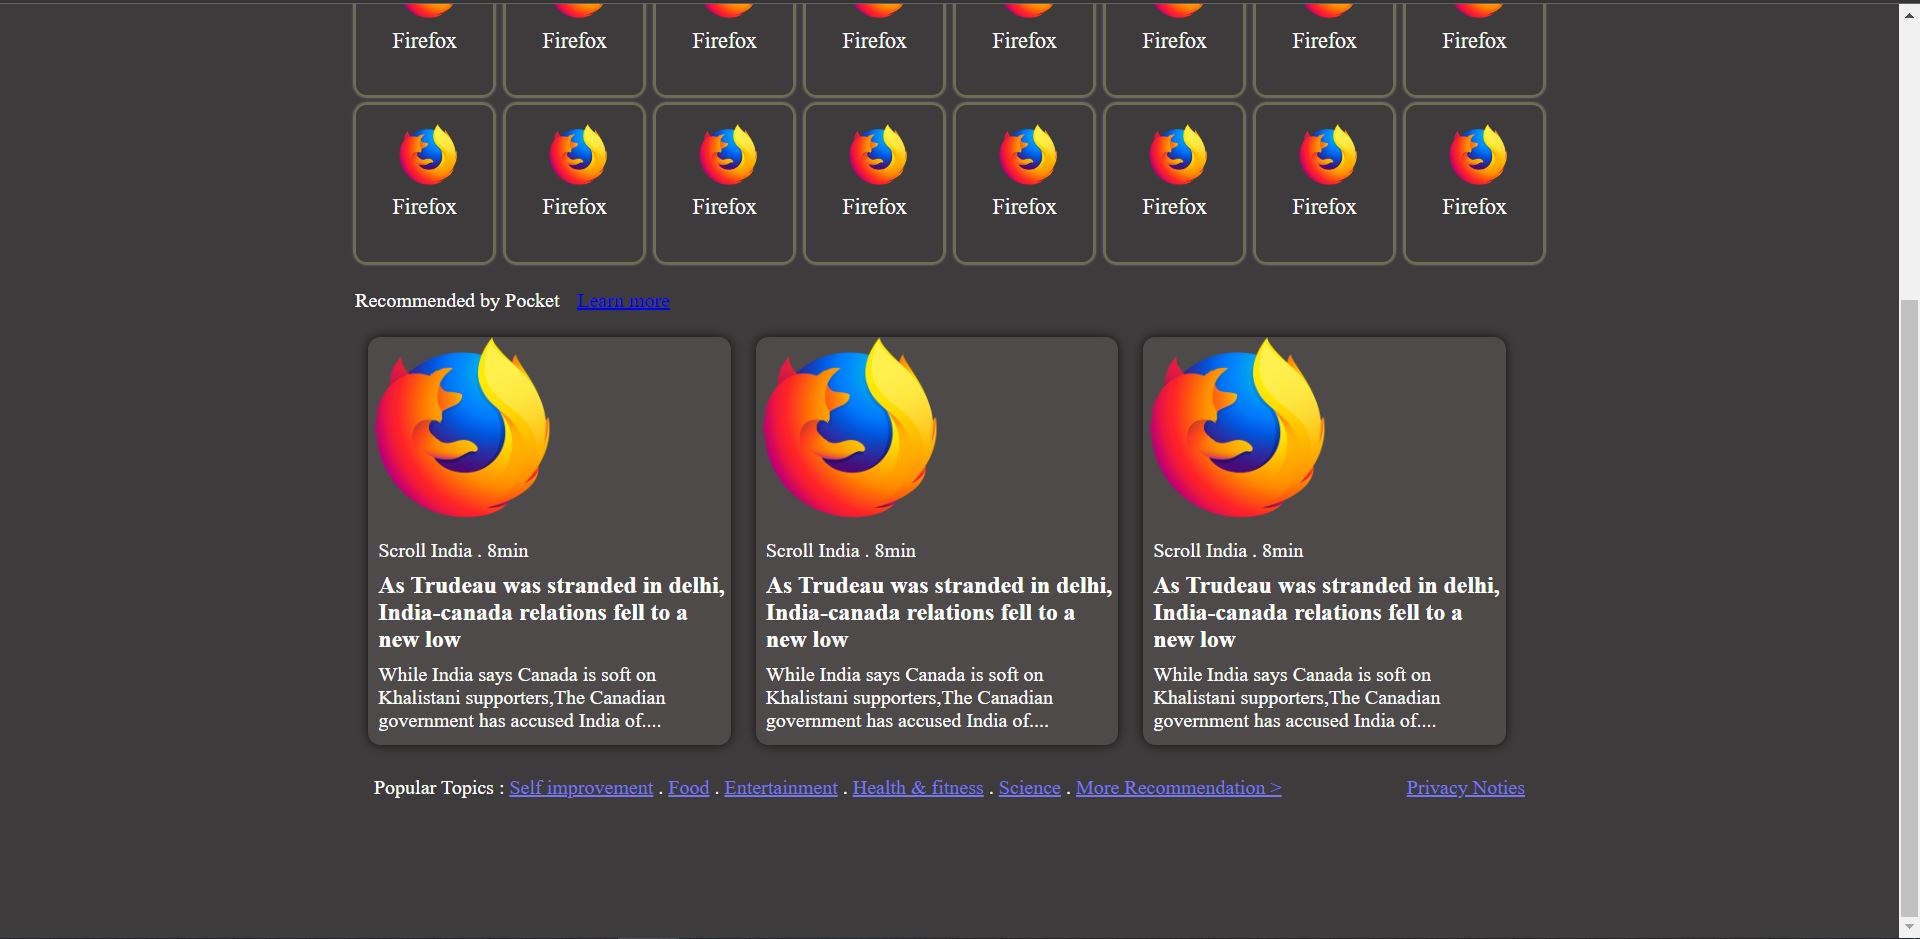 Firefox Firefox Firefox Firefox Firefox Firefox Firefox Firefox
Firefox Firefox Firefox Firefox Firefox Firefox Firefox Firefox
Recommended by Pocket Learn more
Scroll India . 8min
As Trudeau was stranded in delhi,
India-canada relations fell to a
new low
While India says Canada is soft on
Khalistani supporters,The Canadian
government has accused India of....
Scroll India . 8min
As Trudeau was stranded in delhi,
India-canada relations fell to a
new low
While India says Canada is soft on
Khalistani supporters,The Canadian
government has accused India of....
Scroll India . 8min
As Trudeau was stranded in delhi,
India-canada relations fell to a
new low
While India says Canada is soft on
Khalistani supporters,The Canadian
government has accused India of....
Popular Topics : Self improvement . Food . Entertainment . Health & fitness . Science . More Recommendation > Privacy Noties